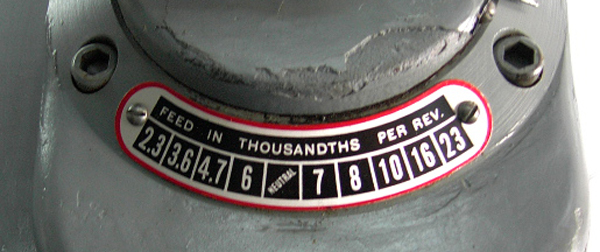 FEED IN THOUSANDTHS PER REV.
2.3 3.6 4.7 6 NEUTRAL 7 8 10 16 23